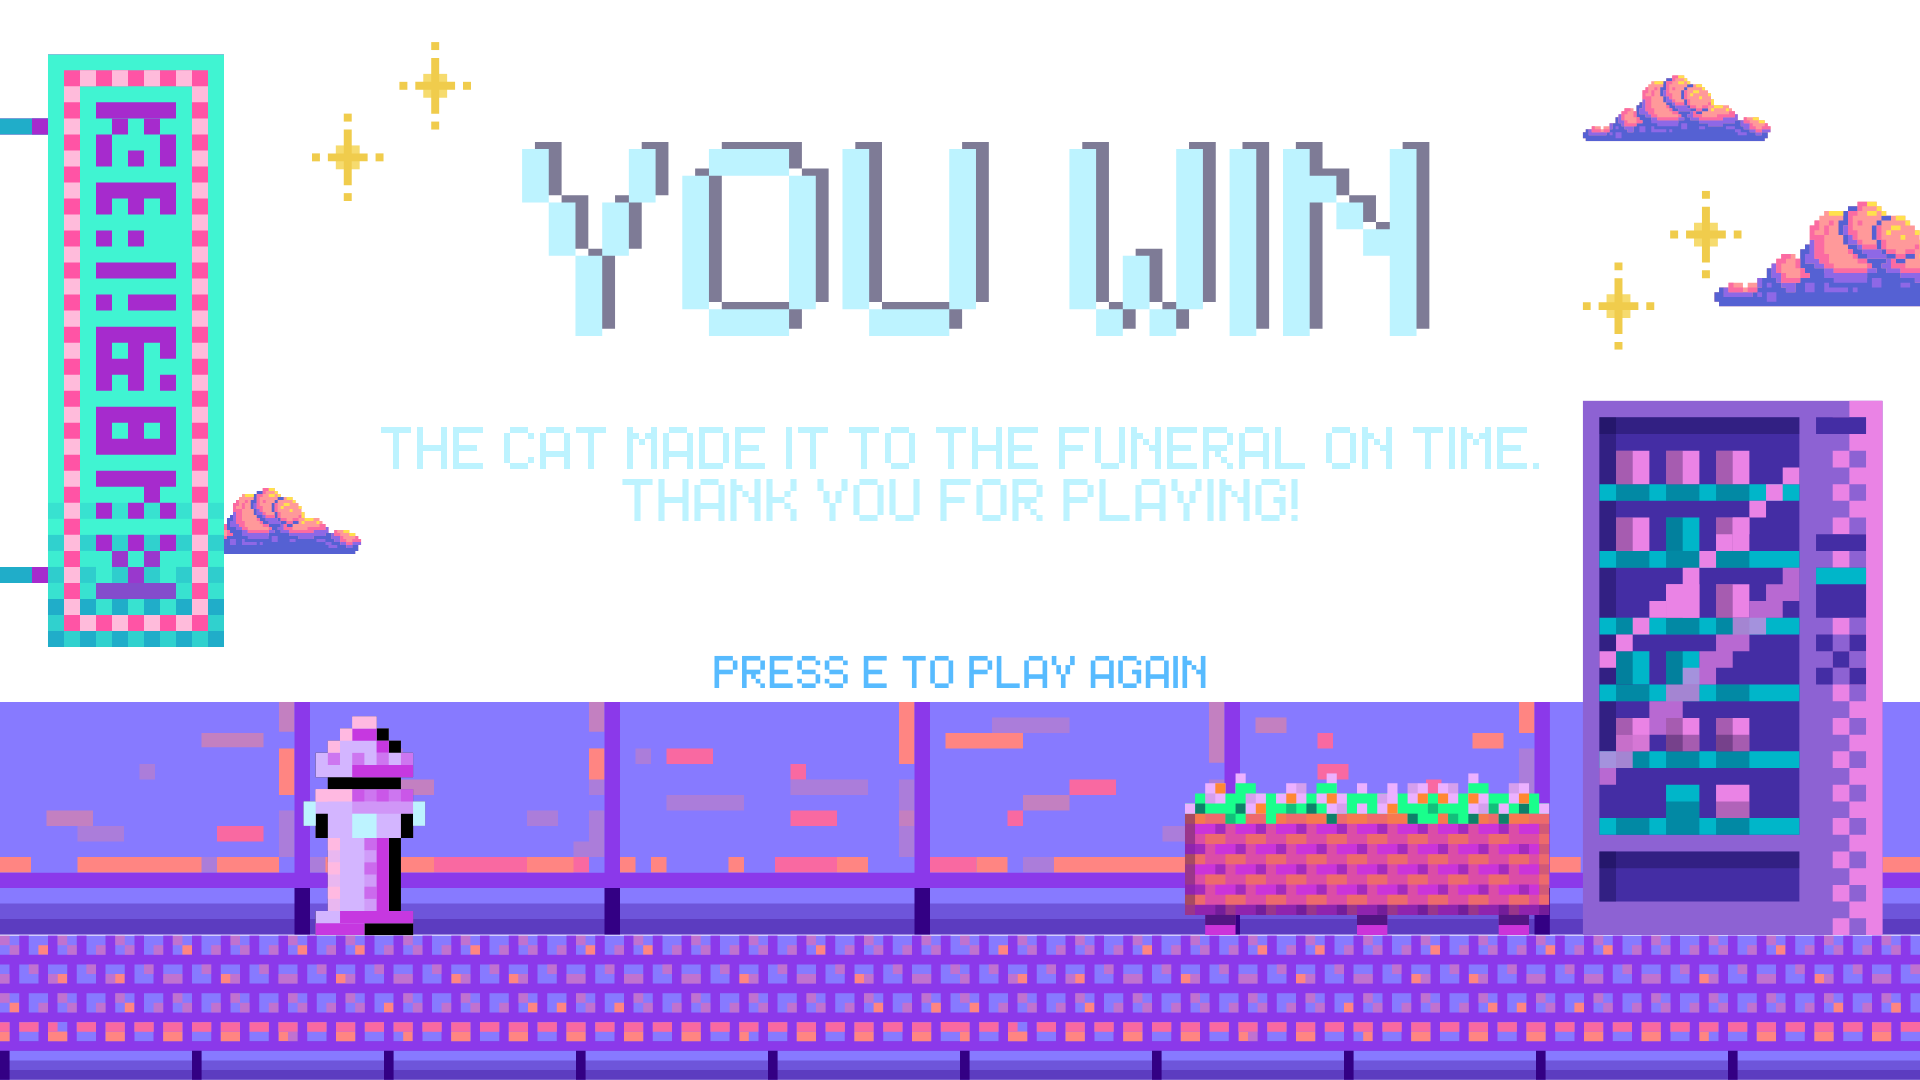 YOU WIN
THE CAT MADE IT TO THE FUNERAL ON TIME.
THANK YOU FOR PLAYING!
PRESS E TO PLAY AGAIN